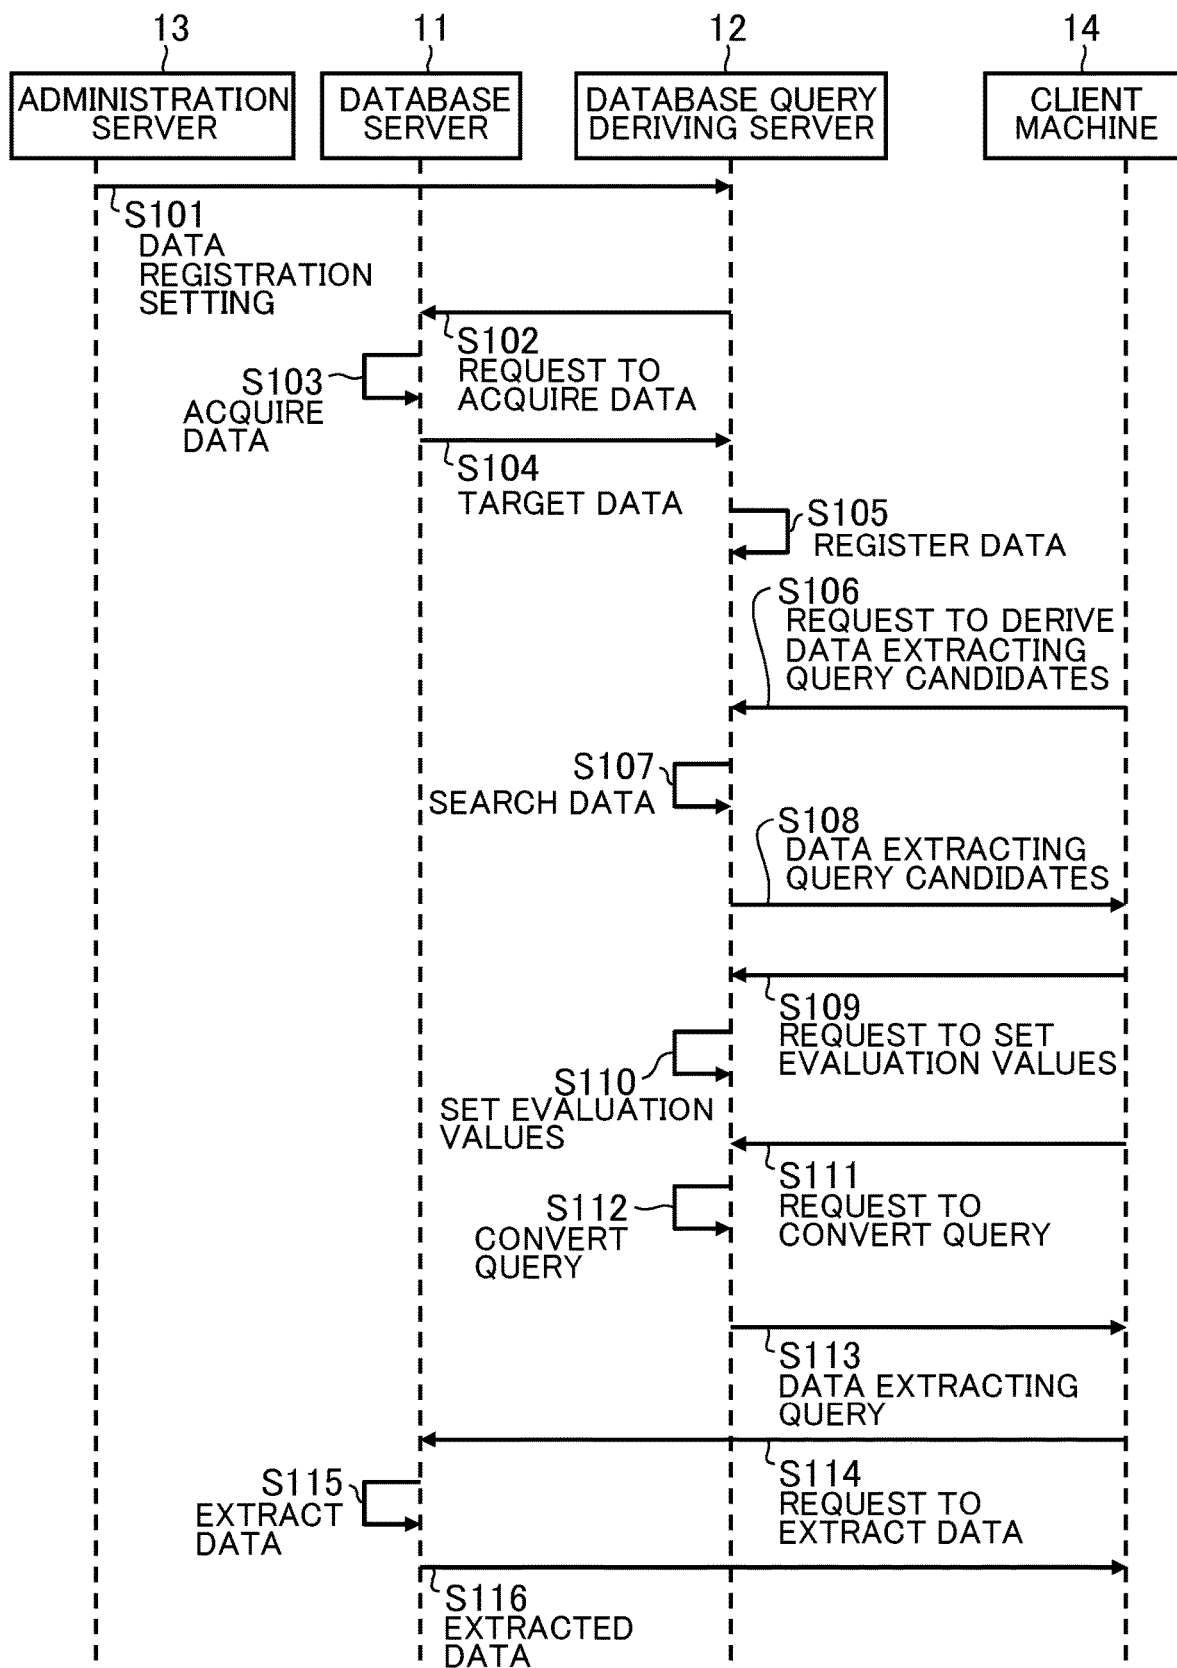 13
11
12
14
ADMINISTRATION
SERVER
DATABASE
SERVER
DATABASE QUERY
DERIVING SERVER
CLIENT
MACHINE
S101
DATA
REGISTRATION
SETTING
S102
REQUEST TO
ACQUIRE DATA
S103
ACQUIRE
DATA
S104
TARGET DATA
S105
REGISTER DATA
S106
REQUEST TO DERIVE
DATA EXTRACTING
QUERY CANDIDATES
S107
SEARCH DATA
S108
DATA EXTRACTING
QUERY CANDIDATES
S109
REQUEST TO SET
EVALUATION VALUES
S110
SET EVALUATION
VALUES
S111
REQUEST TO
CONVERT QUERY
S112
CONVERT
QUERY
S113
DATA EXTRACTING
QUERY
S114
REQUEST TO
EXTRACT DATA
S115
EXTRACT
DATA
S116
EXTRACTED
DATA